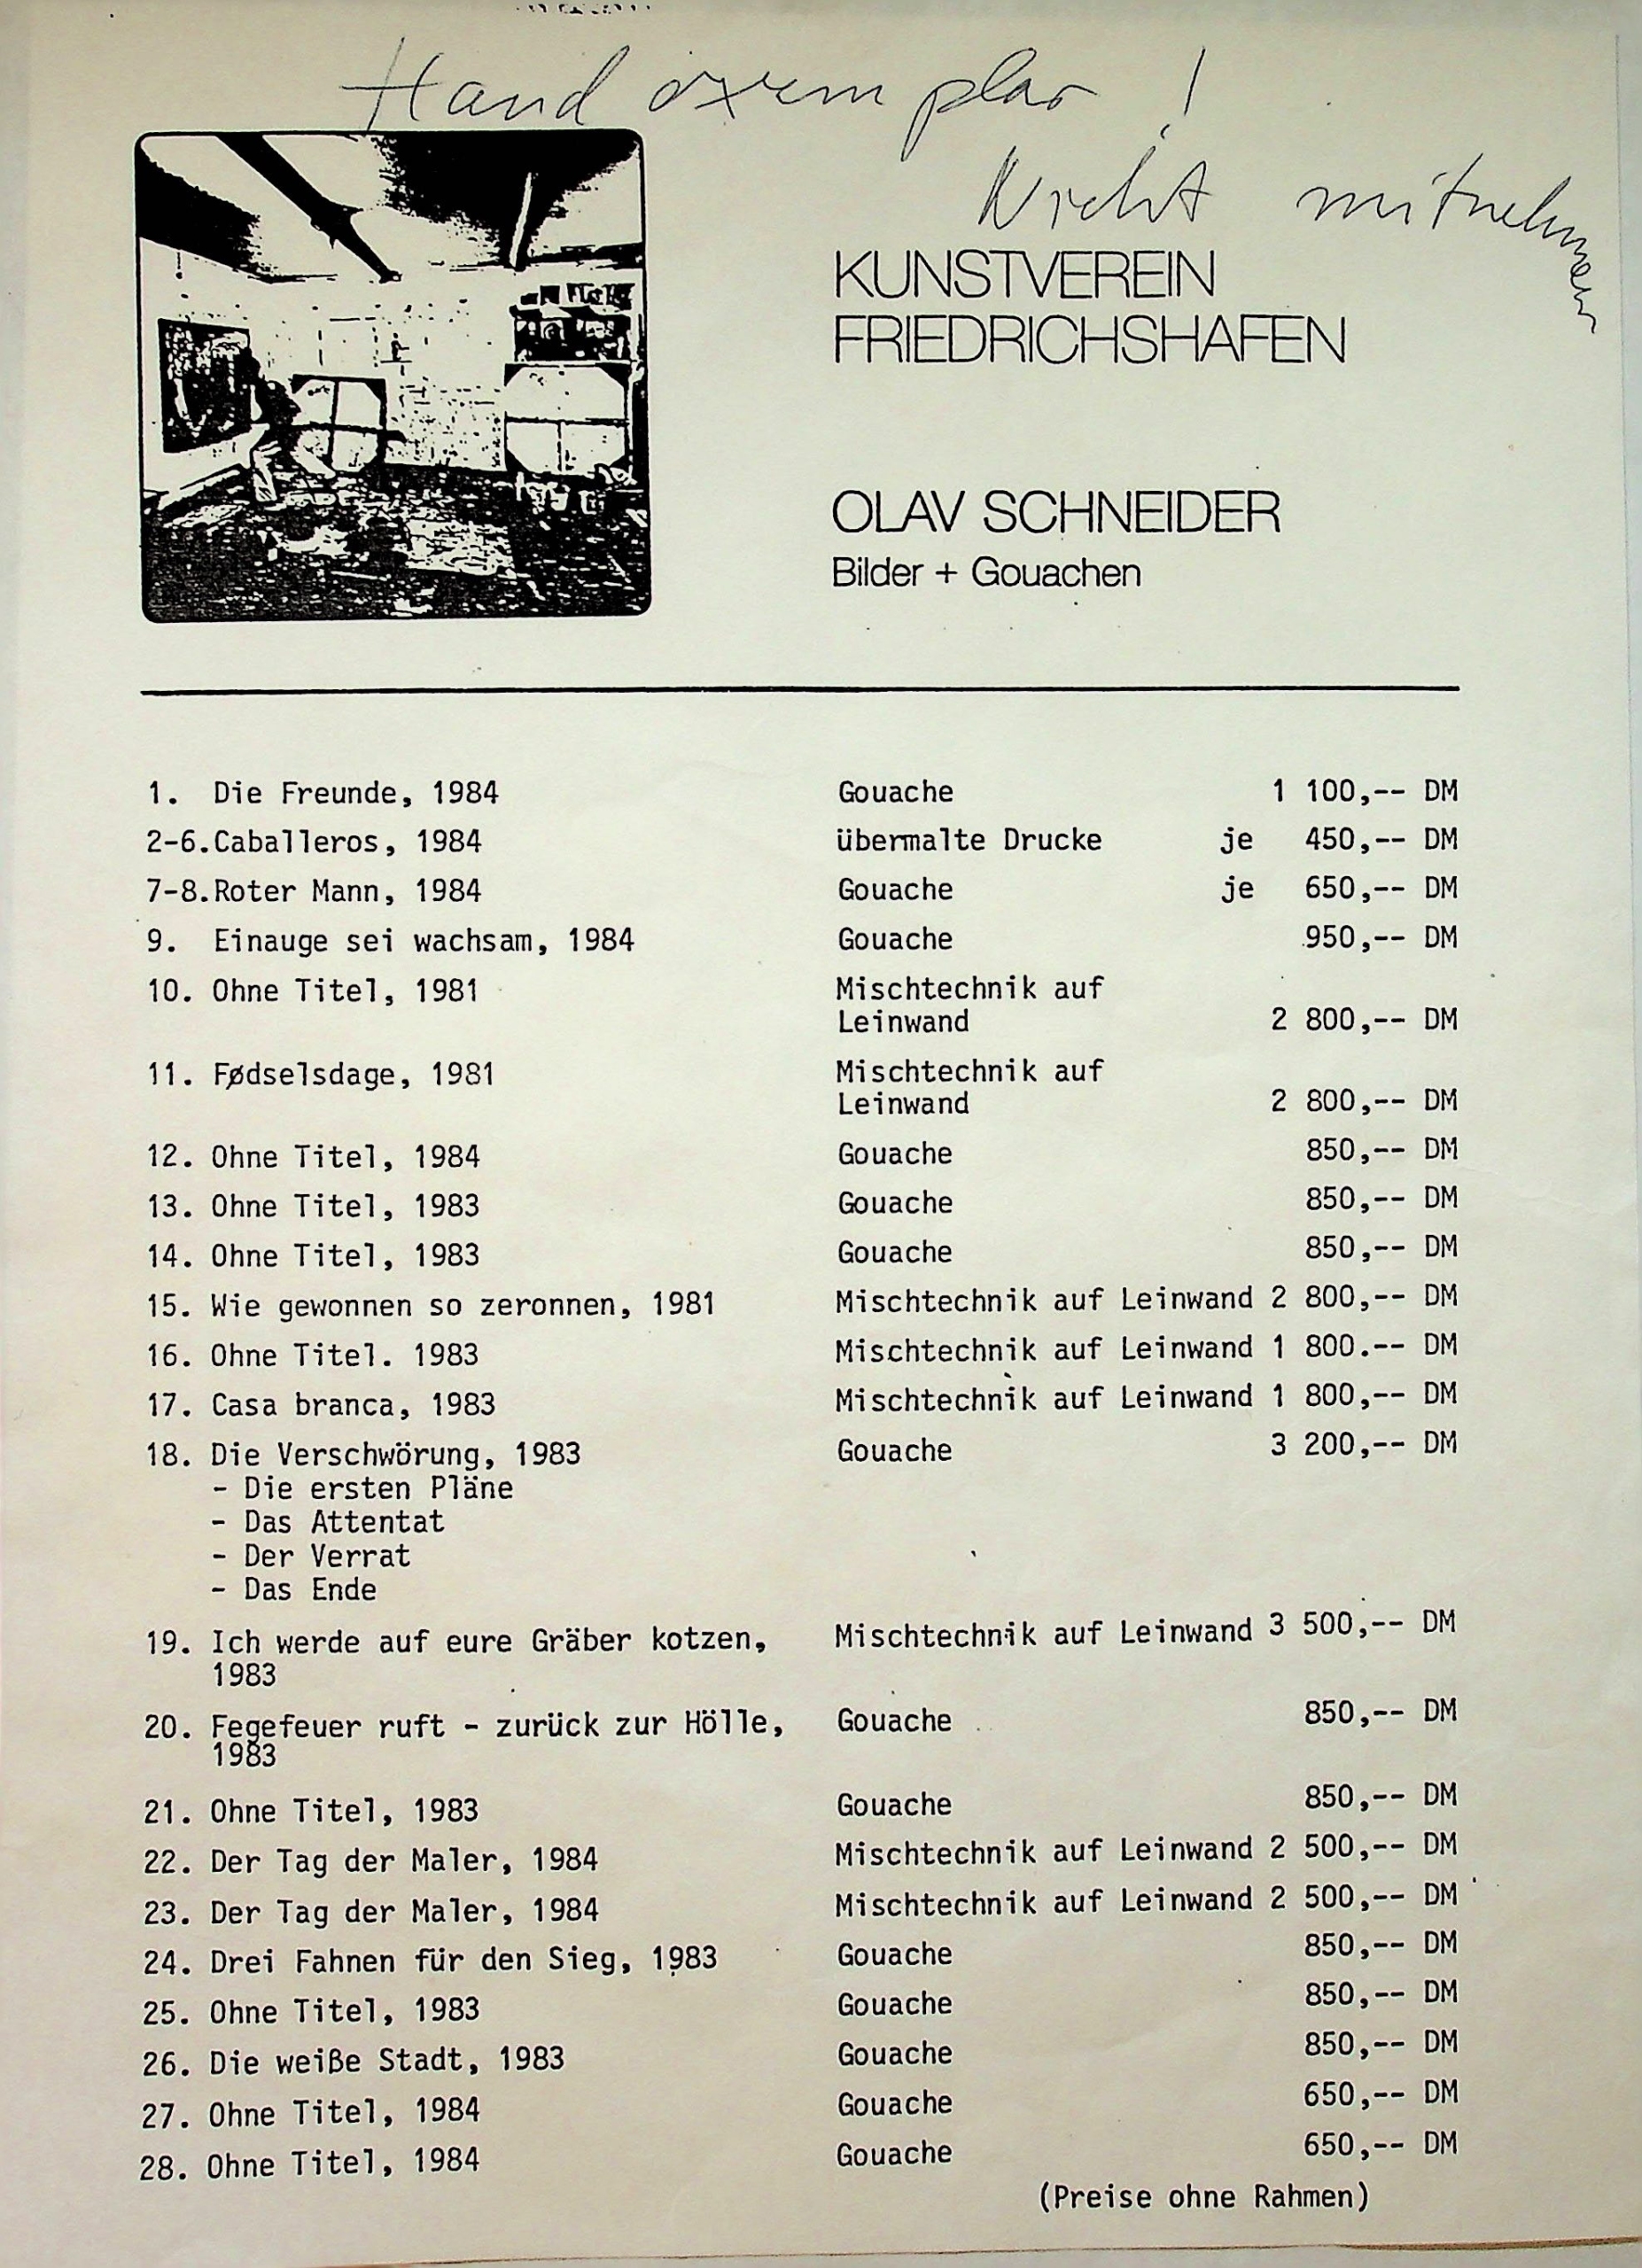 Handexemplar !
Nicht mitnehmen
KUNSTVEREIN
FRIEDRICHSHAFEN
OLAV SCHNEIDER
Bilder + Gouachen
1. Die Freunde, 1984 Gouache 1 100,-- DM
2-6. Caballeros, 1984 übermalte Drucke je 450,-- DM
7-8. Roter Mann, 1984 Gouache je 650,-- DM
9. Einauge sei wachsam, 1984 Gouache 950,-- DM
10. Ohne Titel, 1981 Mischtechnik auf
Leinwand 2 800,-- DM
11. Fødselsdage, 1981 Mischtechnik auf
Leinwand 2 800,-- DM
12. Ohne Titel, 1984 Gouache 850,-- DM
13. Ohne Titel, 1983 Gouache 850,-- DM
14. Ohne Titel, 1983 Gouache 850,-- DM
15. Wie gewonnen so zeronnen, 1981 Mischtechnik auf Leinwand 2 800,-- DM
16. Ohne Titel. 1983 Mischtechnik auf Leinwand 1 800.-- DM
17. Casa branca, 1983 Mischtechnik auf Leinwand 1 800,-- DM
18. Die Verschwörung, 1983 Gouache 3 200,-- DM
- Die ersten Pläne
- Das Attentat
- Der Verrat
- Das Ende
19. Ich werde auf eure Gräber kotzen, Mischtechnik auf Leinwand 3 500,-- DM
1983
20. Fegefeuer ruft - zurück zur Hölle, Gouache 850,-- DM
1983
21. Ohne Titel, 1983 Gouache 850,-- DM
22. Der Tag der Maler, 1984 Mischtechnik auf Leinwand 2 500,-- DM
23. Der Tag der Maler, 1984 Mischtechnik auf Leinwand 2 500,-- DM
24. Drei Fahnen für den Sieg, 1983 Gouache 850,-- DM
25. Ohne Titel, 1983 Gouache 850,-- DM
26. Die weiße Stadt, 1983 Gouache 850,-- DM
27. Ohne Titel, 1984 Gouache 650,-- DM
28. Ohne Titel, 1984 Gouache 650,-- DM
(Preise ohne Rahmen)